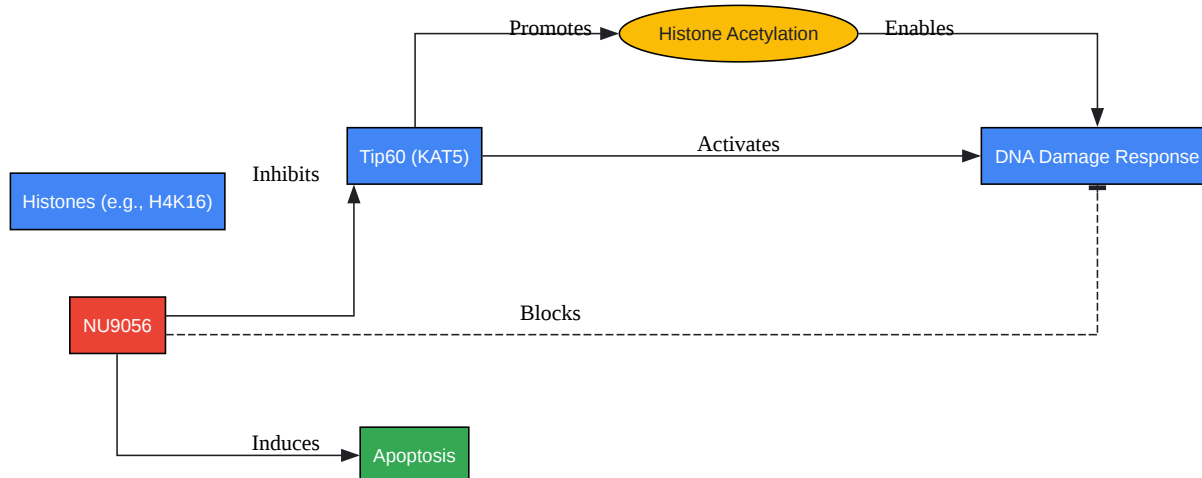 Promotes
Histone Acetylation
Enables
Tip60 (KAT5)
Activates
DNA Damage Response
Inhibits
Histones (e.g., H4K16)
NU9056
Blocks
Induces
Apoptosis